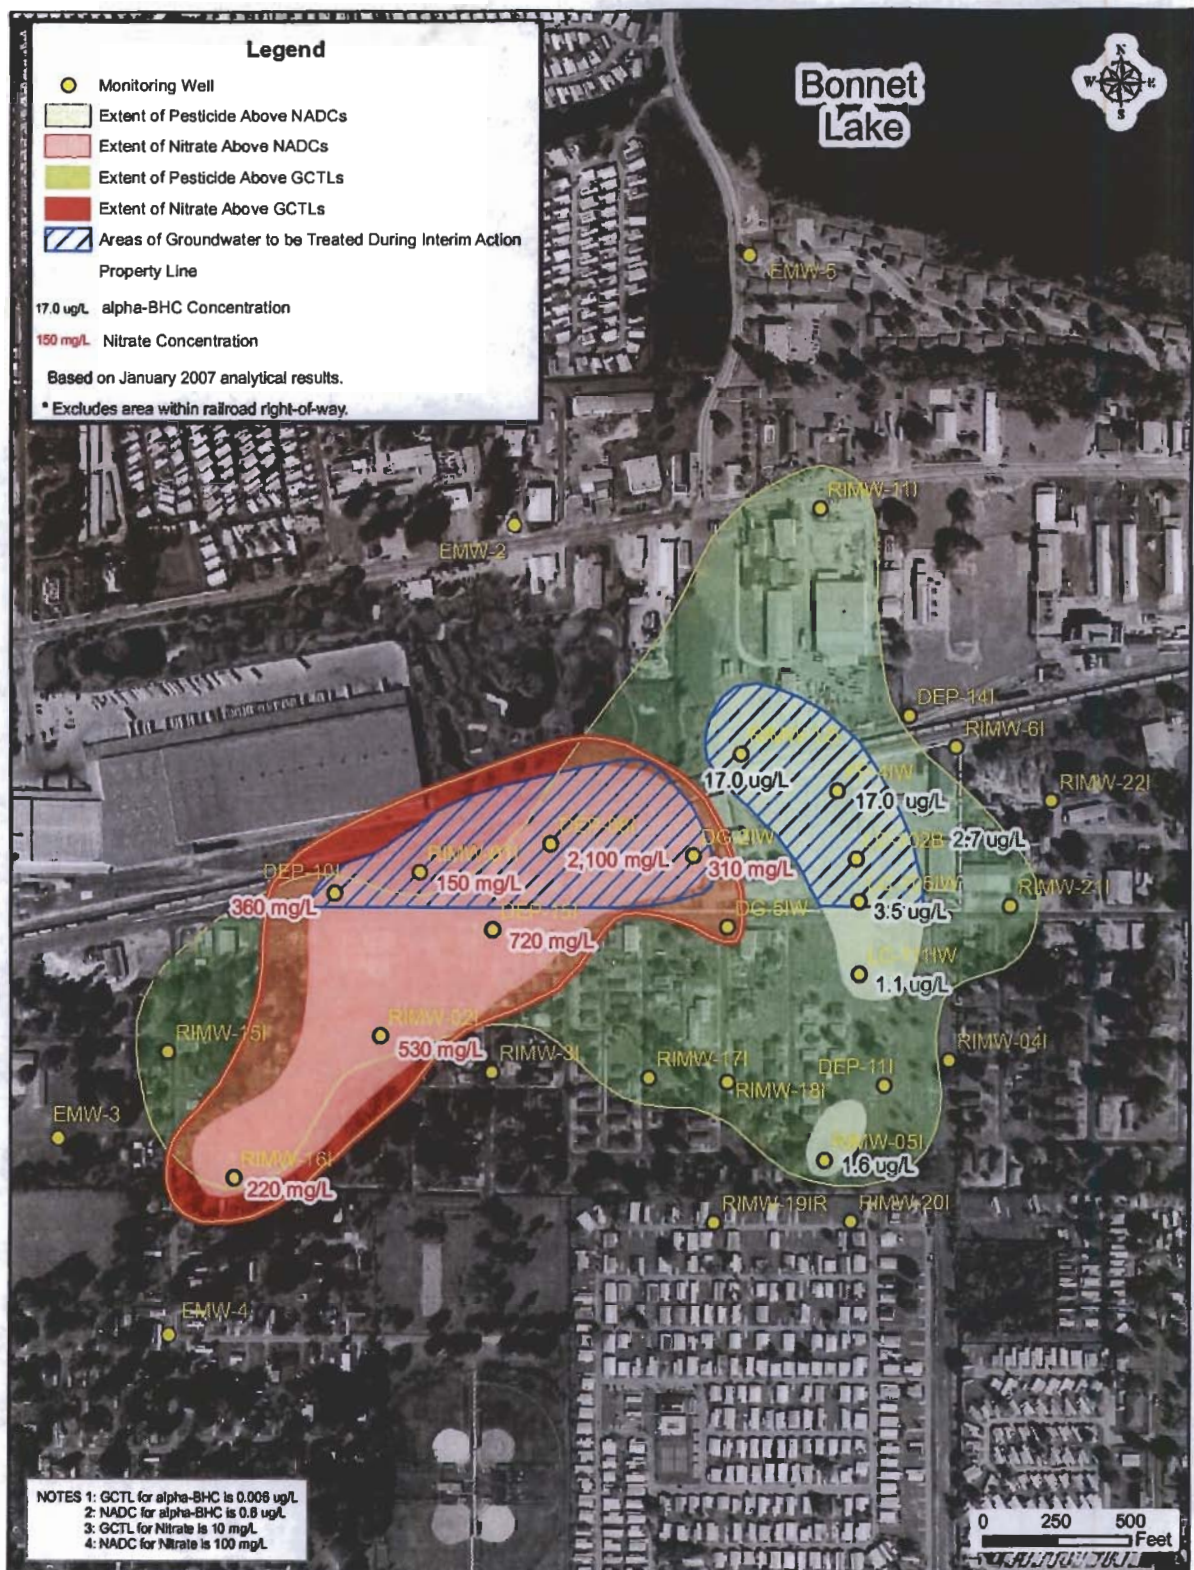 Legend
Monitoring Well
Extent of Pesticide Above NADCs
Extent of Nitrate Above NADCs
Extent of Pesticide Above GCTLs
Extent of Nitrate Above GCTLs
Areas of Groundwater to be Treated During Interim Action
Property Line
17.0 ug/L alpha-BHC Concentration
150 mg/L Nitrate Concentration
Based on January 2007 analytical results.
* Excludes area within railroad right-of-way.
Bonnet
Lake
N
W E
S
EMW-5
RIMW-11I
EMW-2
DEP-14I
RIMW-6I
17.0 ug/L
17.0 ug/L
RIMW-22I
2.7 ug/L
DG-2IW
310 mg/L
2,100 mg/L
150 mg/L
DEP-10I
360 mg/L
3.5 ug/L
RIMW-21I
DEP-15I
720 mg/L
DG-5IW
1.1 ug/L
RIMW-02I
530 mg/L
RIMW-15I
RIMW-3I
RIMW-17I
RIMW-18I
DEP-11I
RIMW-04I
EMW-3
RIMW-05I
1.6 ug/L
RIMW-16I
220 mg/L
RIMW-19IR
RIMW-20I
EMW-4
NOTES 1: GCTL for alpha-BHC is 0.006 ug/L
2: NADC for alpha-BHC is 0.6 ug/L
3: GCTL for Nitrate is 10 mg/L
4: NADC for Nitrate is 100 mg/L
0 250 500
Feet